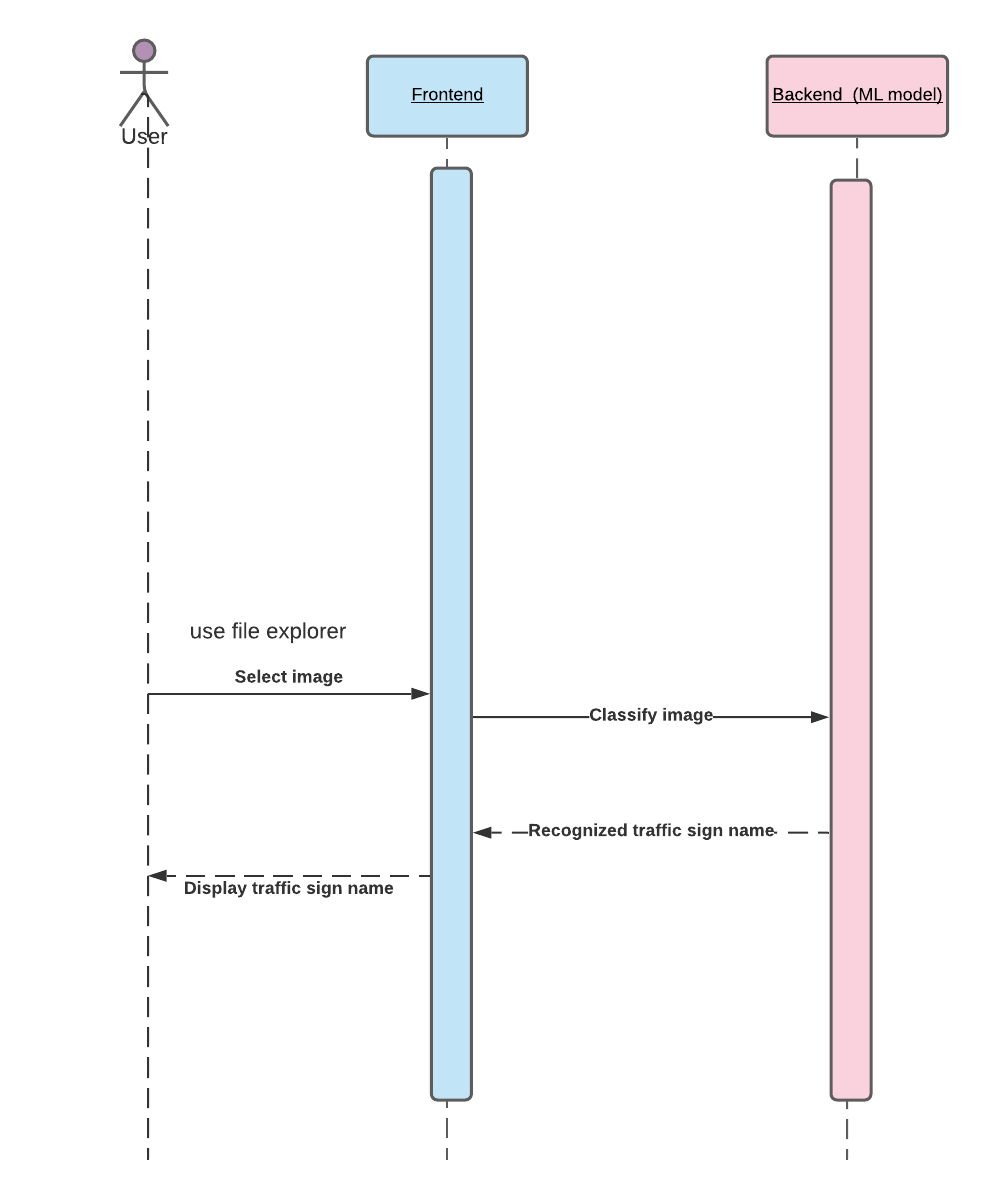 User
Frontend
Backend  (ML model)
use file explorer
Select image
Classify image
Recognized traffic sign name
Display traffic sign name